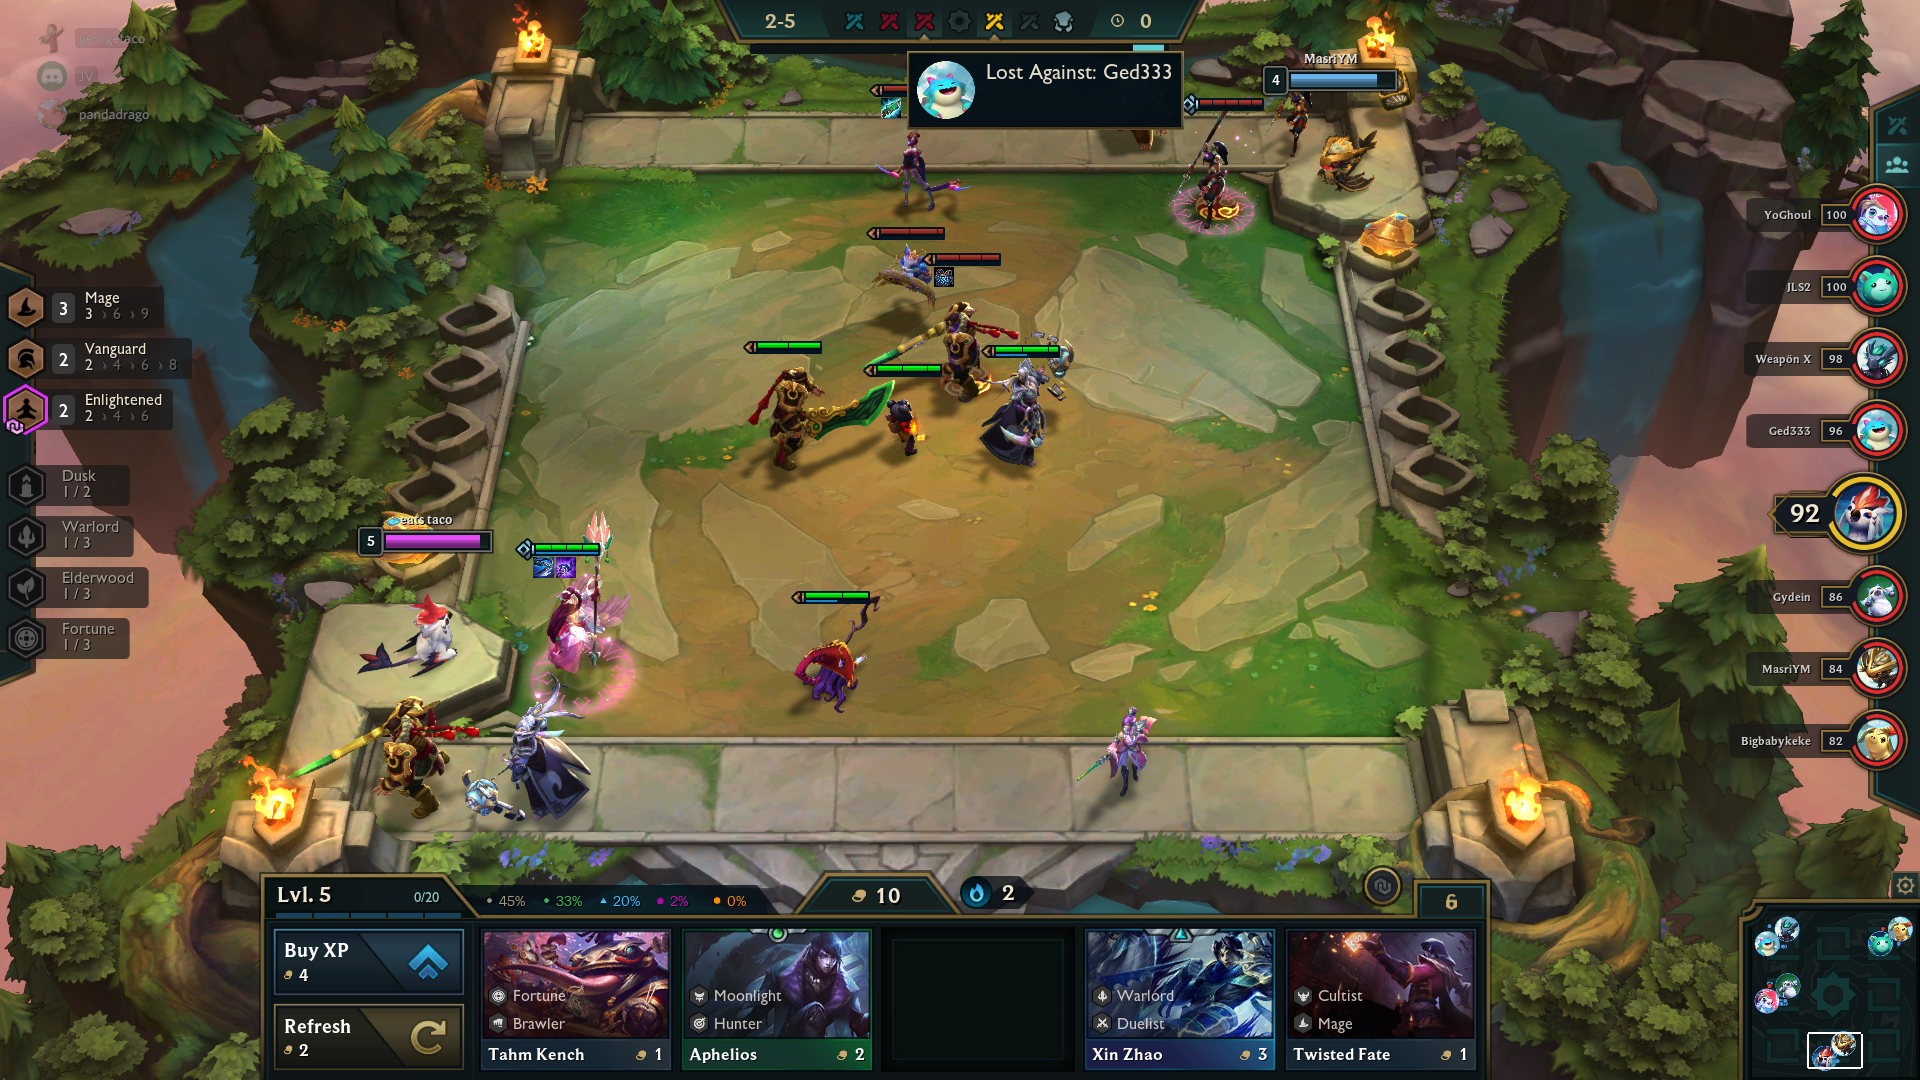 georgetaco
JV
pandadrago
2-5
0
Lost Against: Ged333
MasriYM
4
YoGhoul 100
JLS2 100
Weapön X 98
Ged333 96
92
Gydein 86
MasriYM 84
Bigbabykeke 82
3 Mage
3 › 6 › 9
2 Vanguard
2 › 4 › 6 › 8
2 Enlightened
2 › 4 › 6
Dusk
1 / 2
Warlord
1 / 3
Elderwood
1 / 3
Fortune
1 / 3
eats taco
5
Lvl. 5
0/20
45% 33% 20% 2% 0%
10
2
6
Buy XP
4
Refresh
2
Fortune
Brawler
Tahm Kench 1
Moonlight
Hunter
Aphelios 2
Warlord
Duelist
Xin Zhao 3
Cultist
Mage
Twisted Fate 1